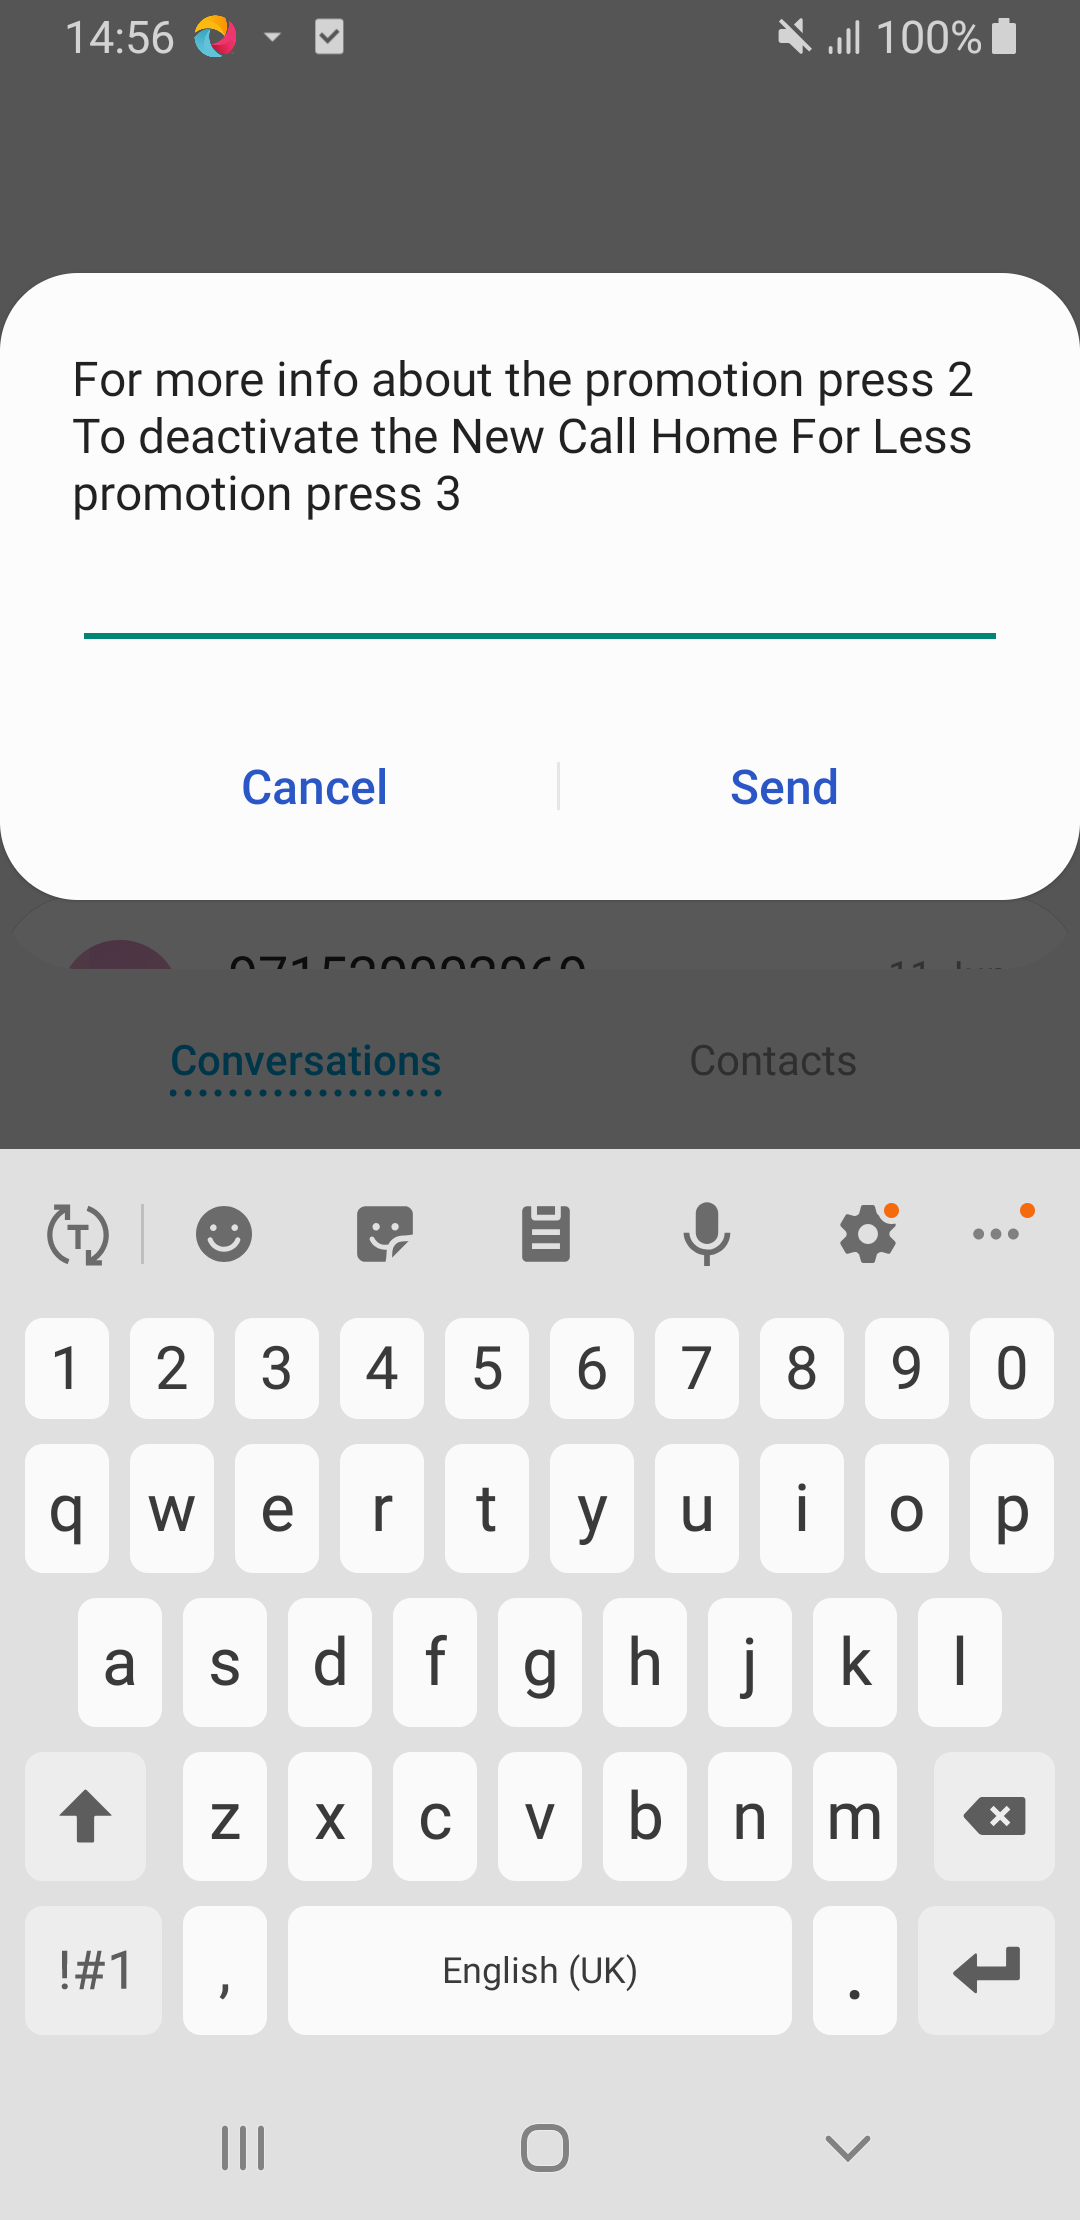 14:56
100%
For more info about the promotion press 2
To deactivate the New Call Home For Less
promotion press 3
Cancel
Send
Conversations
Contacts
T
1 2 3 4 5 6 7 8 9 0
q w e r t y u i o p
a s d f g h j k l
z x c v b n m
!#1 , English (UK) .